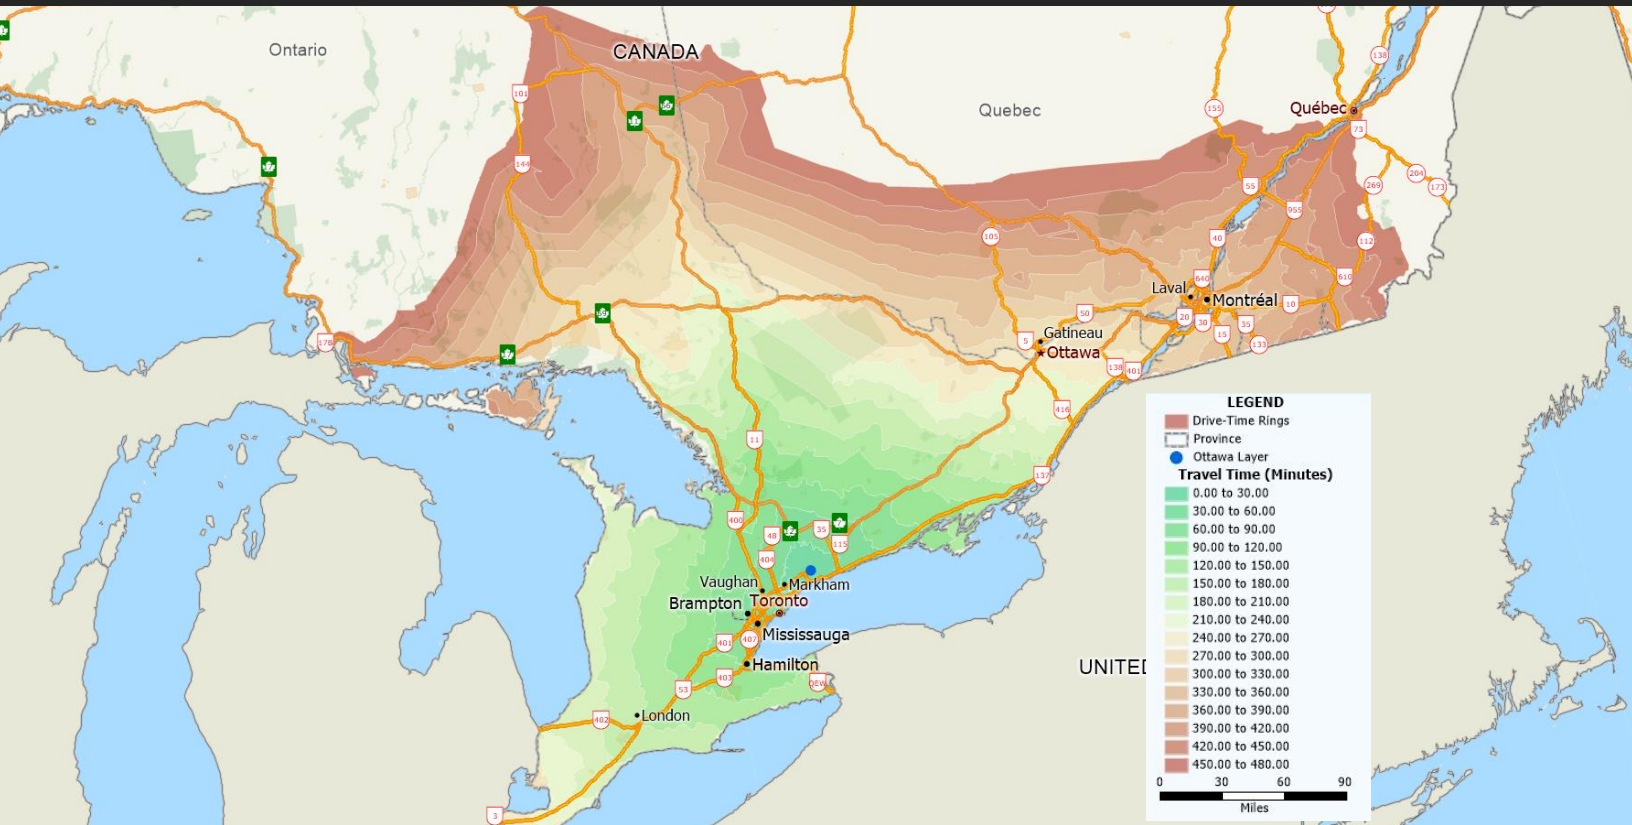 CANADA
Ontario
Quebec
138
101
155
Québec
73
144
204
173
55
269
955
105
40
112
640
610
Laval
Montréal
50
10
20
30
35
15
133
17B
5
Gatineau
Ottawa
138
401
416
11
137
400
48
35
115
404
Vaughan
Markham
Brampton
Toronto
Mississauga
401
407
Hamilton
403
QEW
53
London
402
3
UNITED
LEGEND
Drive-Time Rings
Province
Ottawa Layer
Travel Time (Minutes)
0.00 to 30.00
30.00 to 60.00
60.00 to 90.00
90.00 to 120.00
120.00 to 150.00
150.00 to 180.00
180.00 to 210.00
210.00 to 240.00
240.00 to 270.00
270.00 to 300.00
300.00 to 330.00
330.00 to 360.00
360.00 to 390.00
390.00 to 420.00
420.00 to 450.00
450.00 to 480.00
0 30 60 90
Miles